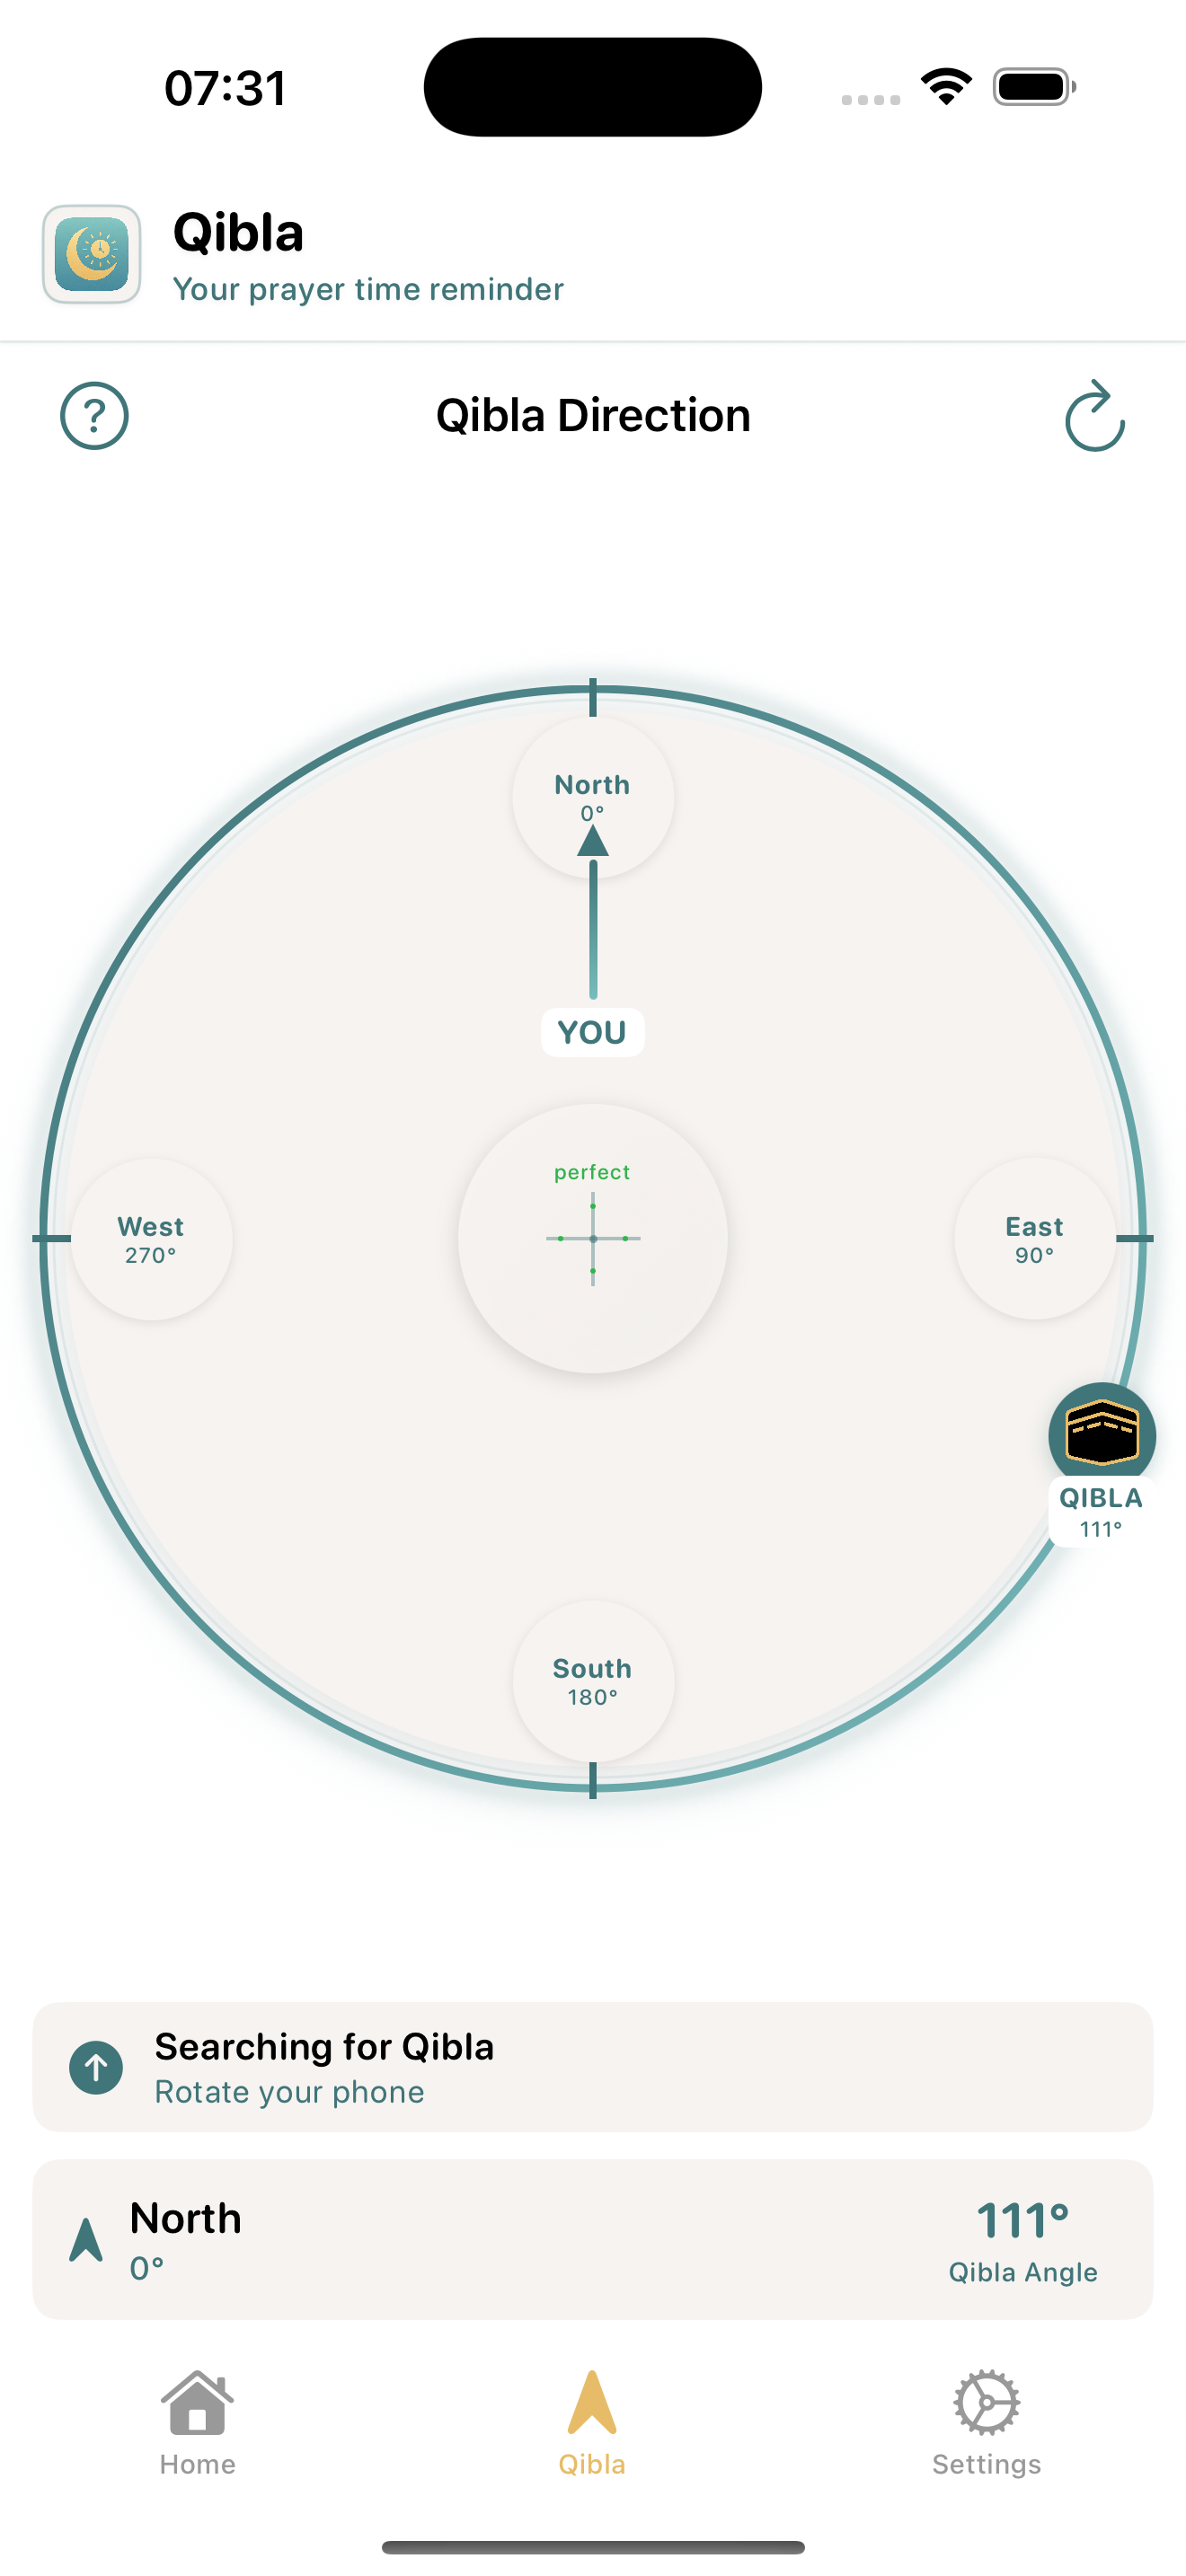 07:31
Qibla
Your prayer time reminder
?
Qibla Direction
North
0°
YOU
perfect
West
270°
East
90°
QIBLA
111°
South
180°
Searching for Qibla
Rotate your phone
North
0°
111°
Qibla Angle
Home
Qibla
Settings